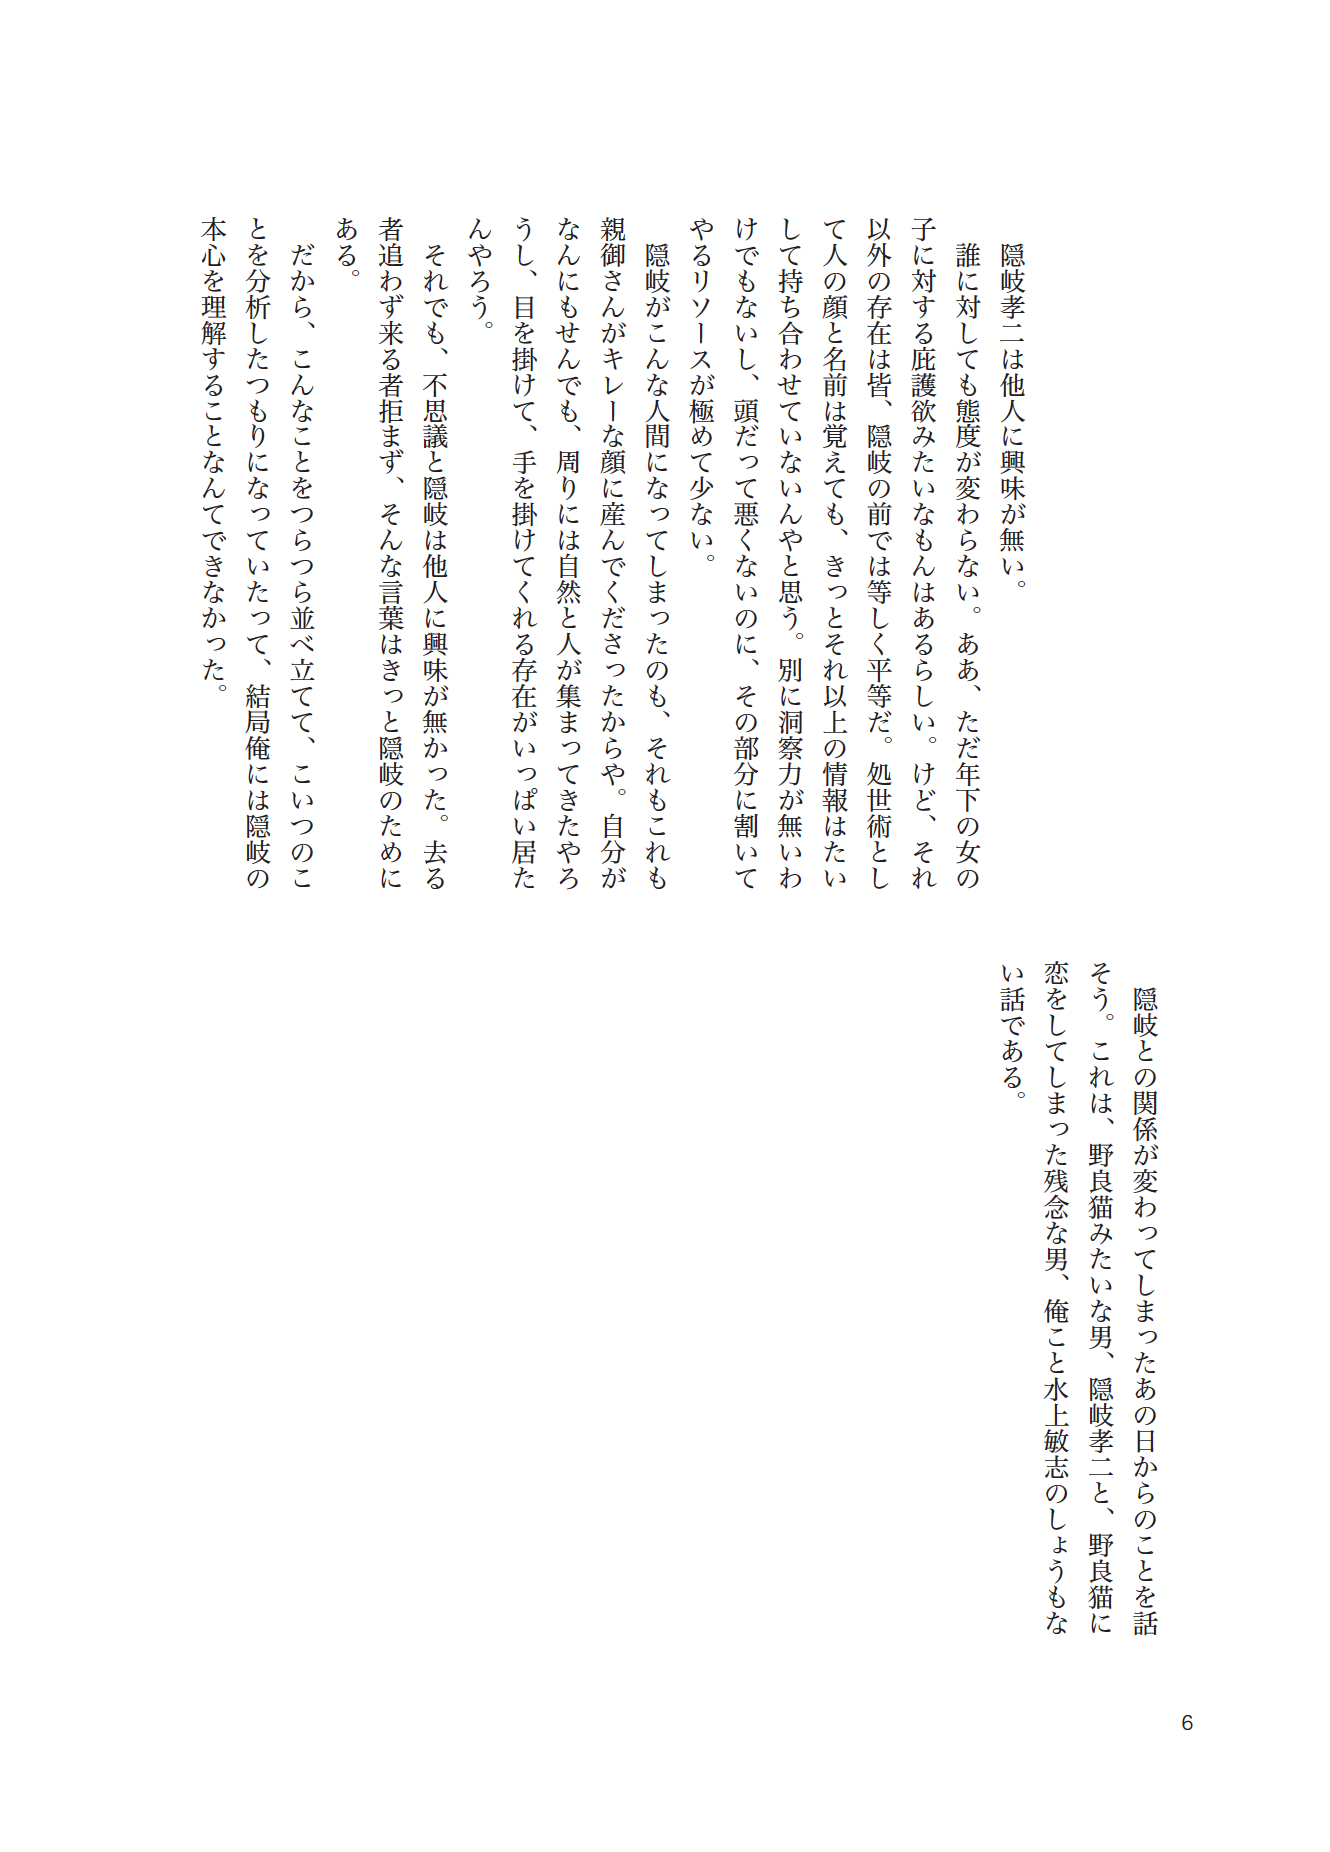 隠岐孝二は他人に興味が無い。
　誰に対しても態度が変わらない。ああ、ただ年下の女の
子に対する庇護欲みたいなもんはあるらしい。けど、それ
以外の存在は皆、隠岐の前では等しく平等だ。処世術とし
て人の顔と名前は覚えても、きっとそれ以上の情報はたい
して持ち合わせていないんやと思う。別に洞察力が無いわ
けでもないし、頭だって悪くないのに、その部分に割いて
やるリソースが極めて少ない。
　隠岐がこんな人間になってしまったのも、それもこれも
親御さんがキレーな顔に産んでくださったからや。自分が
なんにもせんでも、周りには自然と人が集まってきたやろ
うし、目を掛けて、手を掛けてくれる存在がいっぱい居た
んやろう。
　それでも、不思議と隠岐は他人に興味が無かった。去る
者追わず来る者拒まず、そんな言葉はきっと隠岐のために
ある。
　だから、こんなことをつらつら並べ立てて、こいつのこ
とを分析したつもりになっていたって、結局俺には隠岐の
本心を理解することなんてできなかった。
　隠岐との関係が変わってしまったあの日からのことを話
そう。これは、野良猫みたいな男、隠岐孝二と、野良猫に
恋をしてしまった残念な男、俺こと水上敏志のしょうもな
い話である。
6